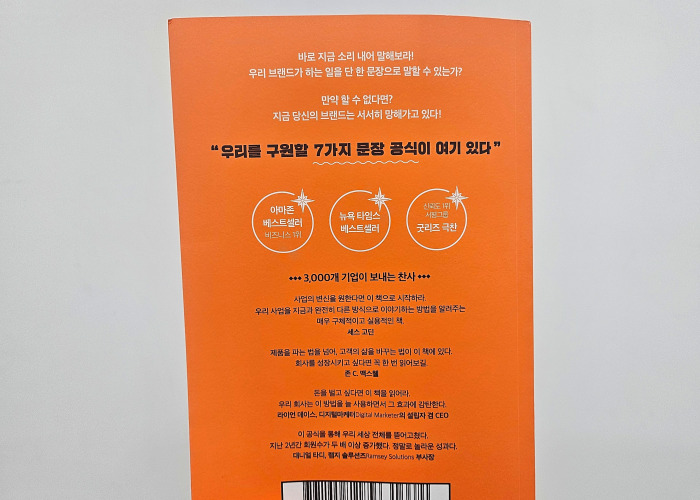 바로 지금 소리 내어 말해보라!
우리 브랜드가 하는 일을 단 한 문장으로 말할 수 있는가?
만약 할 수 없다면?
지금 당신의 브랜드는 서서히 망해가고 있다!
“우리를 구원할 7가지 문장 공식이 여기 있다”
아마존
베스트셀러
비즈니스 1위
뉴욕 타임스
베스트셀러
신뢰도 1위
서평그룹
굿리즈 극찬
3,000개 기업이 보내는 찬사
사업의 변신을 원한다면 이 책으로 시작하라.
우리 사업을 지금과 완전히 다른 방식으로 이야기하는 방법을 알려주는
매우 구체적이고 실용적인 책.
세스 고딘
제품을 파는 법을 넘어, 고객의 삶을 바꾸는 법이 이 책에 있다.
회사를 성장시키고 싶다면 꼭 한 번 읽어보길.
존 C. 맥스웰
돈을 벌고 싶다면 이 책을 읽어라.
우리 회사는 이 방법을 늘 사용하면서 그 효과에 감탄한다.
라이언 데이스, 디지털마케터Digital Marketer의 설립자 겸 CEO
이 공식을 통해 우리 세상 전체를 뜯어고쳤다.
지난 2년간 회원수가 두 배 이상 증가했다. 정말로 놀라운 성과다.
대니얼 타디, 램지 솔루션즈Ramsey Solutions 부사장